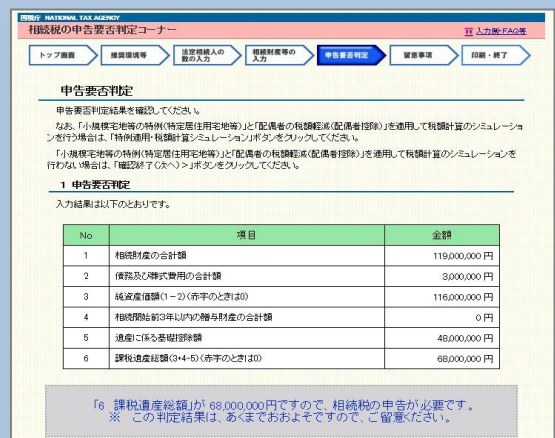 国税庁 NATIONAL TAX AGENCY
相続税の申告要否判定コーナー
入力例・FAQ等
トップ画面
推奨環境等
法定相続人の
数の入力
相続財産等の
入力
申告要否判定
留意事項
印刷・終了
申告要否判定
申告要否判定結果を確認してください。
なお、「小規模宅地等の特例(特定居住用宅地等)」と「配偶者の税額軽減(配偶者控除)」を適用して税額計算のシミュレーショ
ンを行う場合は、「特例適用・税額計算シミュレーション」ボタンをクリックしてください。
「小規模宅地等の特例(特定居住用宅地等)」と「配偶者の税額軽減(配偶者控除)」を適用して税額計算のシミュレーションを
行わない場合は、「確認終了(次へ)>」ボタンをクリックしてください。
1 申告要否判定
入力結果は以下のとおりです。
No 項目 金額
1 相続財産の合計額 119,000,000 円
2 債務及び葬式費用の合計額 3,000,000 円
3 純資産価額(1-2)(赤字のときは0) 116,000,000 円
4 相続開始前3年以内の贈与財産の合計額 0 円
5 遺産に係る基礎控除額 48,000,000 円
6 課税遺産総額(3+4-5)(赤字のときは0) 68,000,000 円
「6 課税遺産総額」が 68,000,000円ですので、相続税の申告が必要です。
※ この判定結果は、あくまでおおよそですので、ご留意ください。